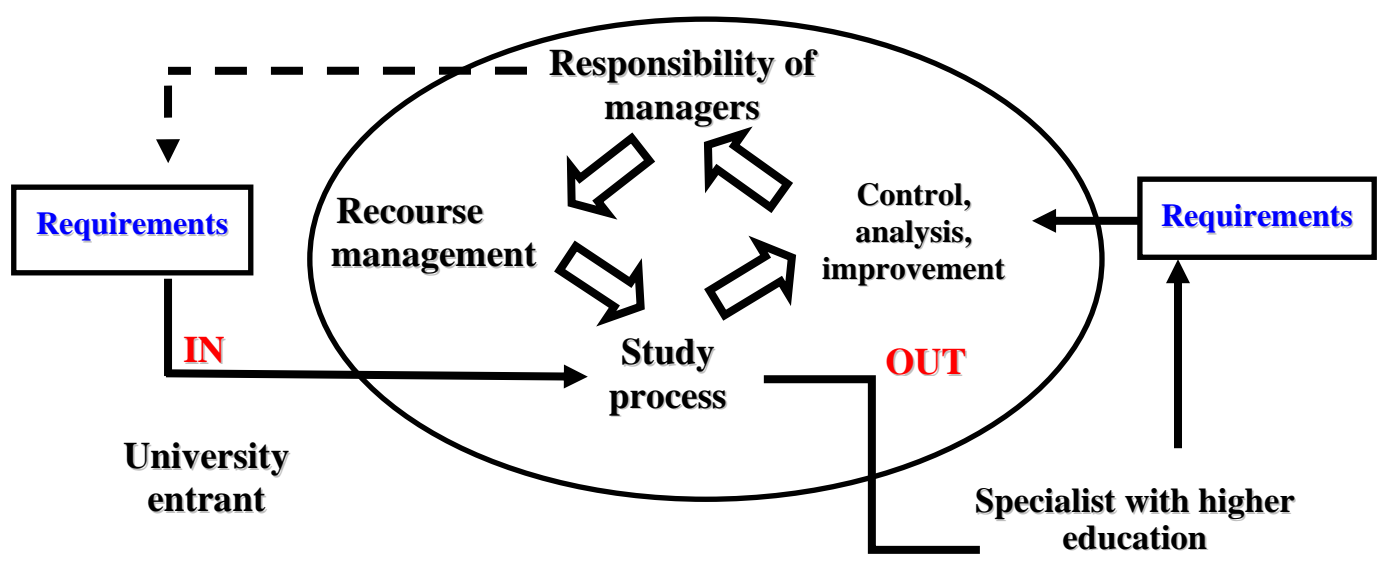 Responsibility of
managers
Requirements
Recourse
management
Control,
analysis,
improvement
Requirements
IN
Study
process
OUT
University
entrant
Specialist with higher
education